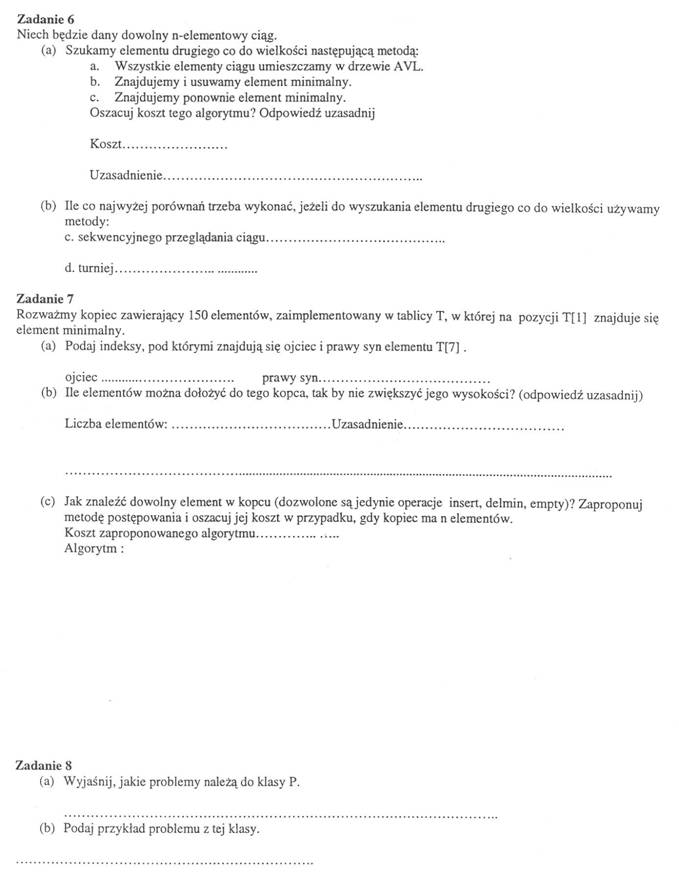 Zadanie 6
Niech będzie dany dowolny n-elementowy ciąg.
(a) Szukamy elementu drugiego co do wielkości następującą metodą:
a. Wszystkie elementy ciągu umieszczamy w drzewie AVL.
b. Znajdujemy i usuwamy element minimalny.
c. Znajdujemy ponownie element minimalny.
Oszacuj koszt tego algorytmu? Odpowiedź uzasadnij
Koszt........................
Uzasadnienie............................................................
(b) Ile co najwyżej porównań trzeba wykonać, jeżeli do wyszukania elementu drugiego co do wielkości używamy
metody:
c. sekwencyjnego przeglądania ciągu.........................................
d. turniej...................... ............
Zadanie 7
Rozważmy kopiec zawierający 150 elementów, zaimplementowany w tablicy T, w której na pozycji T[1] znajduje się
element minimalny.
(a) Podaj indeksy, pod którymi znajdują się ojciec i prawy syn elementu T[7] .
ojciec ................................. prawy syn........................................
(b) Ile elementów można dołożyć do tego kopca, tak by nie zwiększyć jego wysokości? (odpowiedź uzasadnij)
Liczba elementów: .....................................Uzasadnienie.....................................
................................................................................................................................
(c) Jak znaleźć dowolny element w kopcu (dozwolone są jedynie operacje insert, delmin, empty)? Zaproponuj
metodę postępowania i oszacuj jej koszt w przypadku, gdy kopiec ma n elementów.
Koszt zaproponowanego algorytmu.............. .....
Algorytm :
Zadanie 8
(a) Wyjaśnij, jakie problemy należą do klasy P.
....................................................................................................
(b) Podaj przykład problemu z tej klasy.
....................................................................